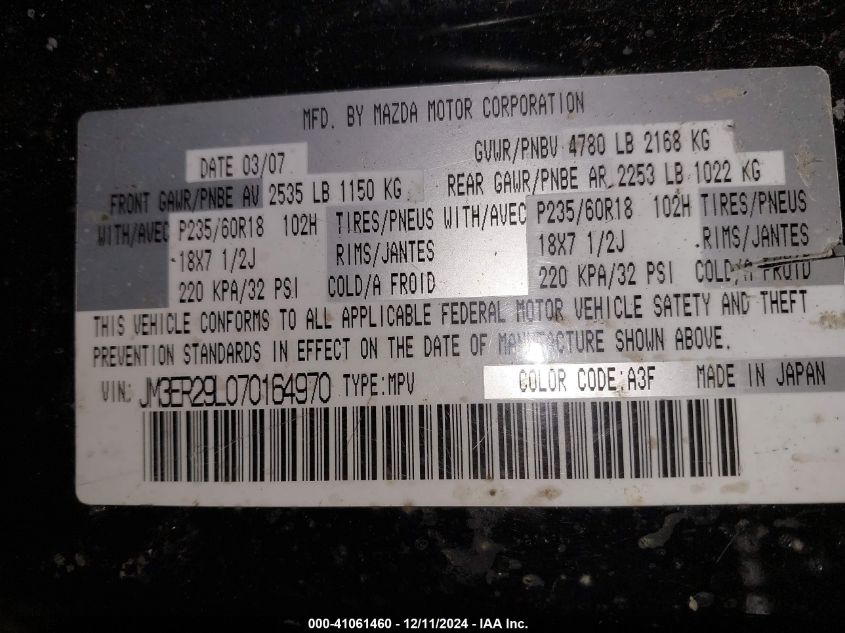 MFD. BY MAZDA MOTOR CORPORATION
DATE 03/07 GVWR/PNBV 4780 LB 2168 KG
FRONT GAWR/PNBE AV 2535 LB 1150 KG REAR GAWR/PNBE AR 2253 LB 1022 KG
WITH/AVEC P235/60R18 102H TIRES/PNEUS WITH/AVEC P235/60R18 102H TIRES/PNEUS
18X7 1/2J RIMS/JANTES 18X7 1/2J RIMS/JANTES
220 KPA/32 PSI COLD/A FROID 220 KPA/32 PSI COLD/A FROID
THIS VEHICLE CONFORMS TO ALL APPLICABLE FEDERAL MOTOR VEHICLE SAFETY AND THEFT
PREVENTION STANDARDS IN EFFECT ON THE DATE OF MANUFACTURE SHOWN ABOVE.
VIN: JM3ER29L070164970 TYPE:MPV COLOR CODE:A3F MADE IN JAPAN
000-41061460 - 12/11/2024 - IAA Inc.